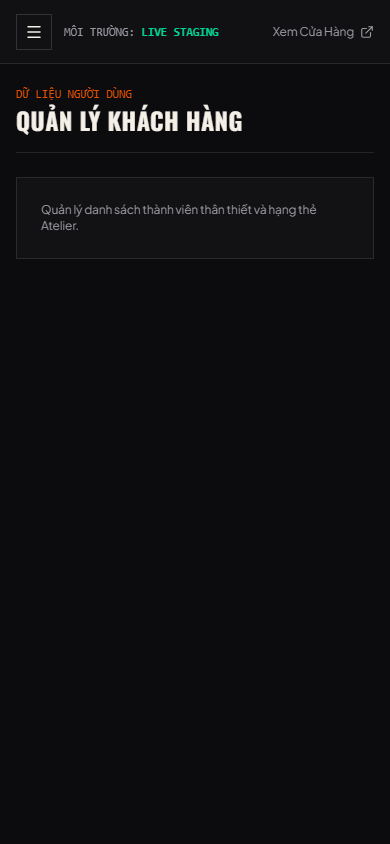 MÔI TRƯỜNG: LIVE STAGING
Xem Cửa Hàng
DỮ LIỆU NGƯỜI DÙNG
QUẢN LÝ KHÁCH HÀNG
Quản lý danh sách thành viên thân thiết và hạng thẻ
Atelier.